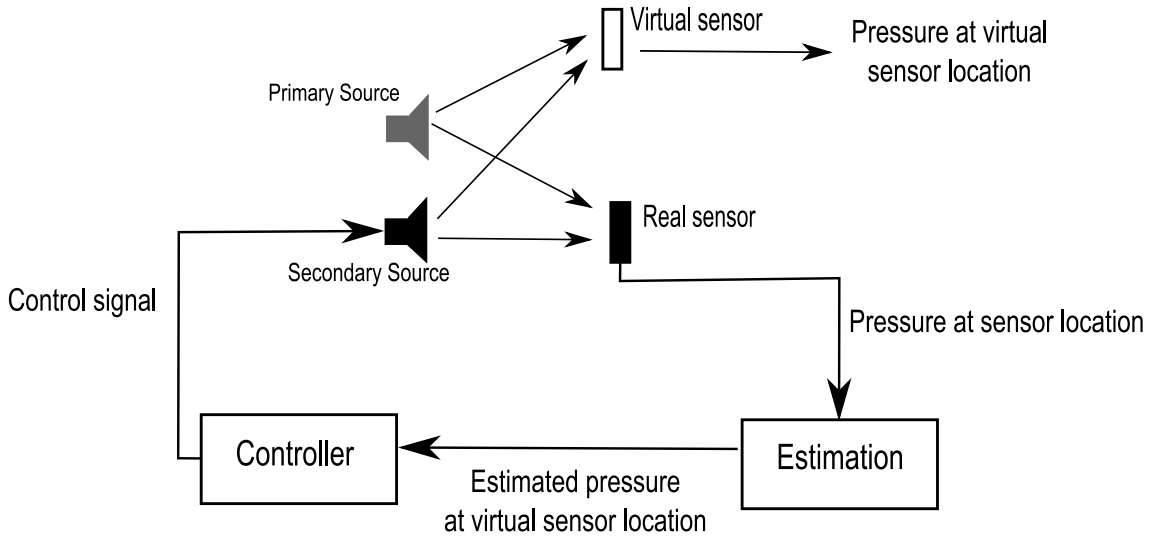 Virtual sensor
Pressure at virtual
sensor location
Primary Source
Real sensor
Secondary Source
Control signal
Pressure at sensor location
Controller
Estimation
Estimated pressure
at virtual sensor location